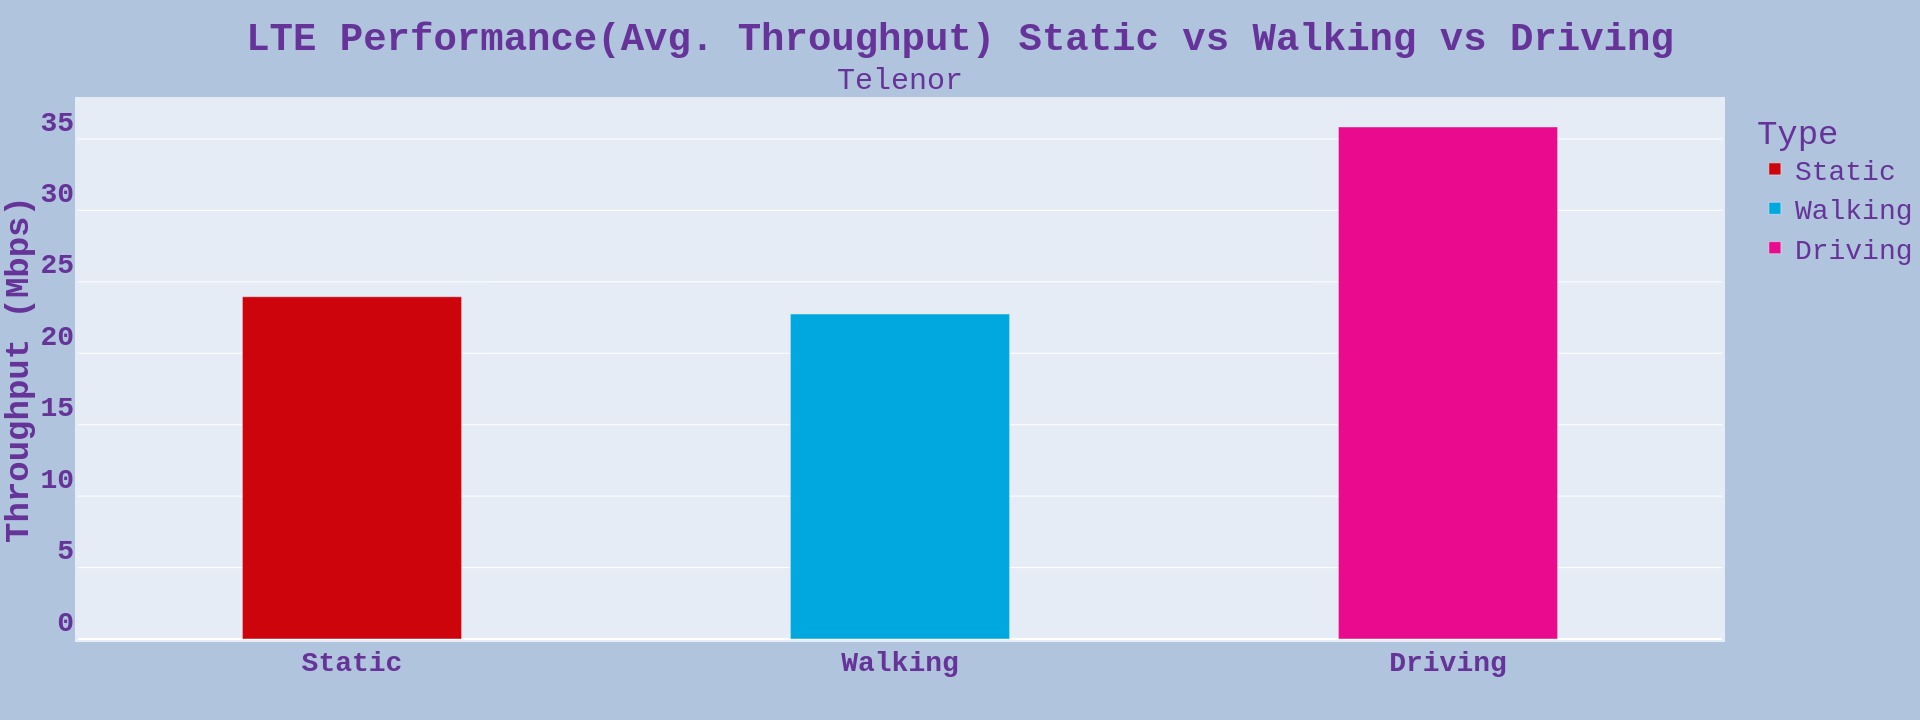 LTE Performance(Avg. Throughput) Static vs Walking vs Driving
Telenor
Throughput (Mbps)
35
30
25
20
15
10
5
0
Static
Walking
Driving
Type
Static
Walking
Driving